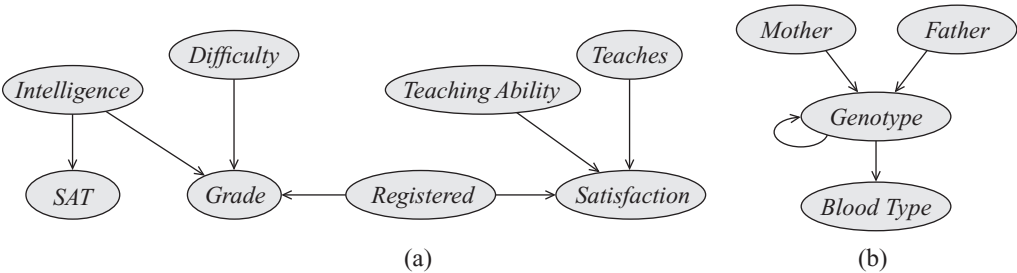 Difficulty
Intelligence
SAT
Grade
Registered
Teaching Ability
Teaches
Satisfaction
(a)
Mother
Father
Genotype
Blood Type
(b)